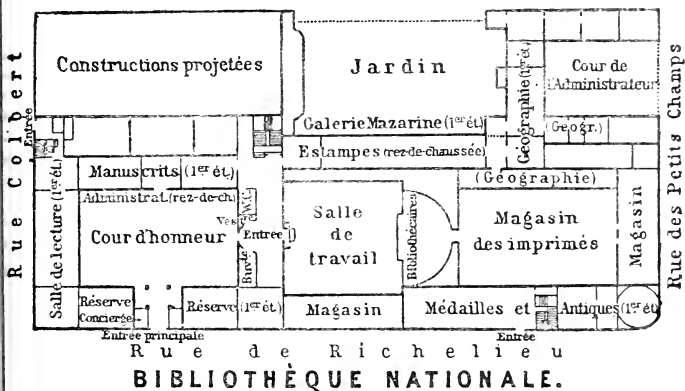 Rue Colbert
Constructions projetées
Jardin
Géographie (1er ét.)
Cour de
l'Administrateur
Rue des Petits Champs
Entrée
Galerie Mazarine (1er ét.)
(Géogr.)
Estampes (rez-de-chaussée)
Manuscrits (1er ét.)
(Géographie)
Salle de lecture (1er ét.)
Administrat. (rez-de-ch)
W.C.
Vest
Cour d'honneur
Entrée
Buvte
Salle
de
travail
Bibliothécaires
Magasin
des imprimés
Magasin
Réserve
Concierge
Réserve (1er ét.)
Magasin
Médailles et Antiques (1er ét)
Entrée principale
Entrée
Rue de Richelieu
BIBLIOTHÈQUE NATIONALE.